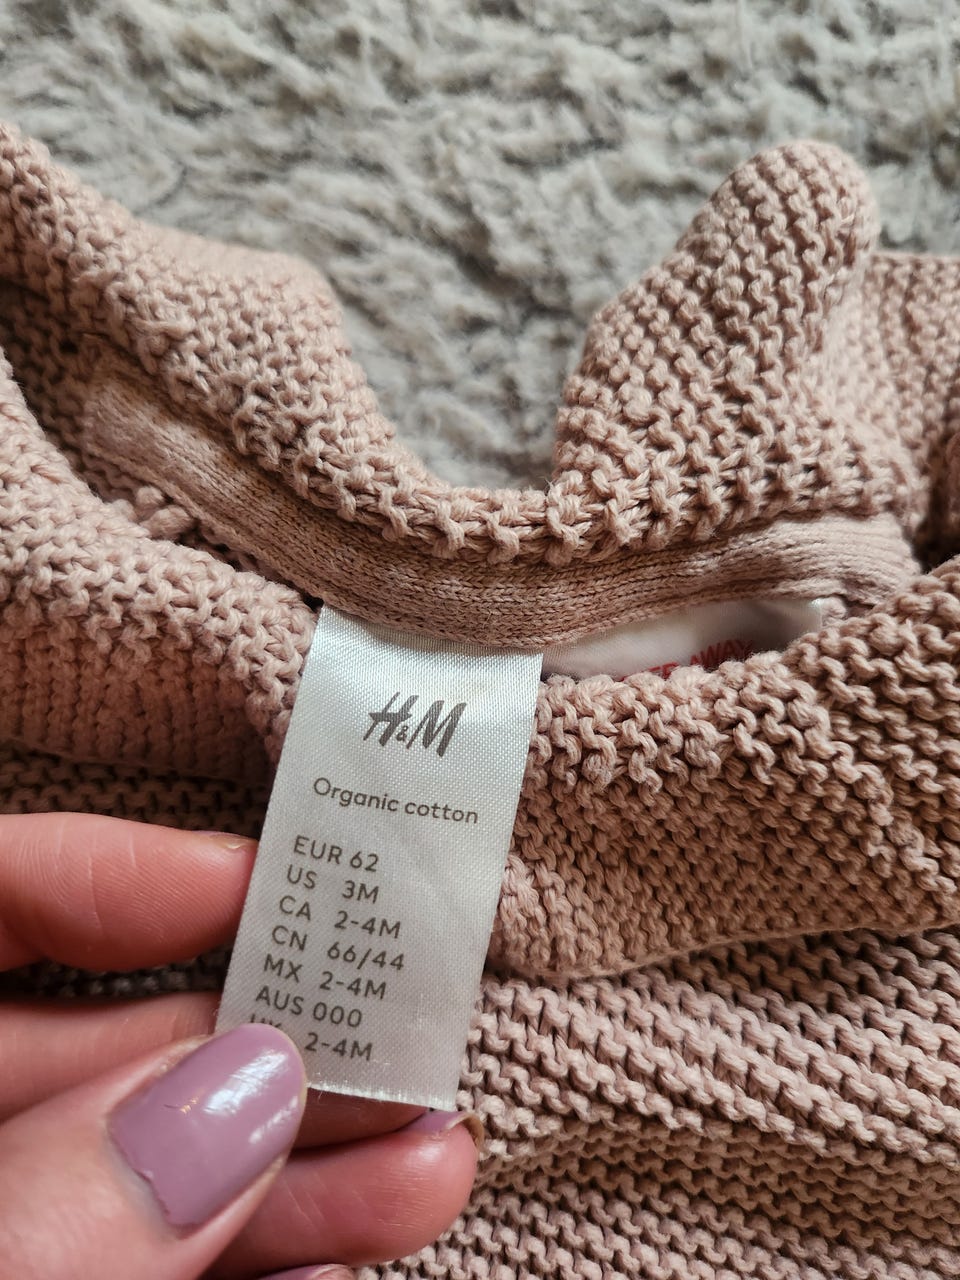 H&M
Organic cotton
EUR 62
US 3M
CA 2-4M
CN 66/44
MX 2-4M
AUS 000
2-4M
AWAY